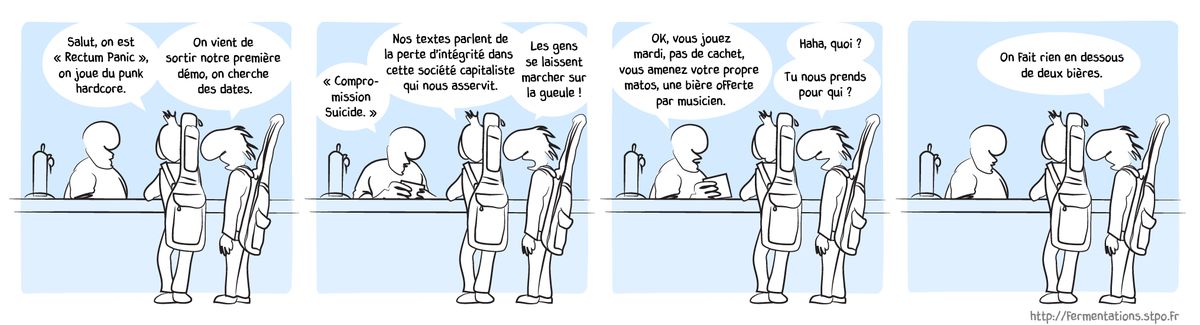 Salut, on est
« Rectum Panic »,
on joue du punk
hardcore.
On vient de
sortir notre première
démo, on cherche
des dates.
« Compro-
mission
Suicide. »
Nos textes parlent de
la perte d'intégrité dans
cette société capitaliste
qui nous asservit.
Les gens
se laissent
marcher sur
la gueule !
OK, vous jouez
mardi, pas de cachet,
vous amenez votre propre
matos, une bière offerte
par musicien.
Haha, quoi ?
Tu nous prends
pour qui ?
On fait rien en dessous
de deux bières.
http://fermentations.stpo.fr